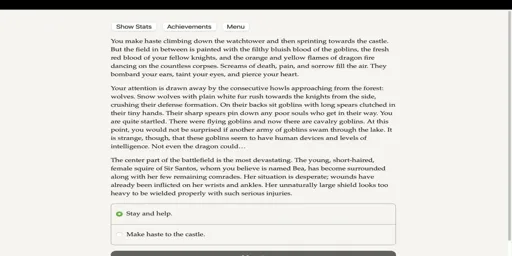 Show Stats Achievements Menu
You make haste climbing down the watchtower and then sprinting towards the castle.
But the field in between is painted with the filthy bluish blood of the goblins, the fresh
red blood of your fellow knights, and the orange and yellow flames of dragon fire
dancing on the countless corpses. Screams of death, pain, and sorrow fill the air. They
bombard your ears, taint your eyes, and pierce your heart.
Your attention is drawn away by the consecutive howls approaching from the forest:
wolves. Snow wolves with plain white fur rush towards the knights from the side,
crushing their defense formation. On their backs sit goblins with long spears clutched in
their tiny hands. Their sharp spears pin down any poor souls who get in their way. You
are quite startled. There were flying goblins and now there are cavalry goblins. At this
point, you would not be surprised if another army of goblins swam through the lake. It
is strange, though, that these goblins seem to have human devices and levels of
intelligence. Not even the dragon could…
The center part of the battlefield is the most devastating. The young, short-haired,
female squire of Sir Santos, whom you believe is named Bea, has become surrounded
along with her few remaining comrades. Her situation is desperate; wounds have
already been inflicted on her wrists and ankles. Her unnaturally large shield looks too
heavy to be wielded properly with such serious injuries.
Stay and help.
Make haste to the castle.